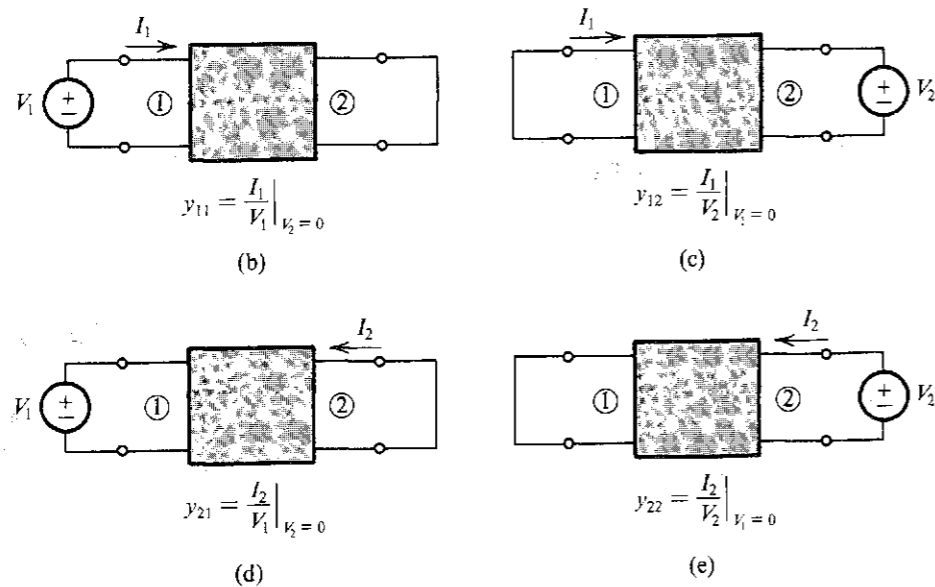 I₁
V₁ + − ① ②
y₁₁ = I₁/V₁ |V₂ = 0
(b)
I₁
① ② + − V₂
y₁₂ = I₁/V₂ |V₁ = 0
(c)
I₂
V₁ + − ① ②
y₂₁ = I₂/V₁ |V₂ = 0
(d)
I₂
① ② + − V₂
y₂₂ = I₂/V₂ |V₁ = 0
(e)